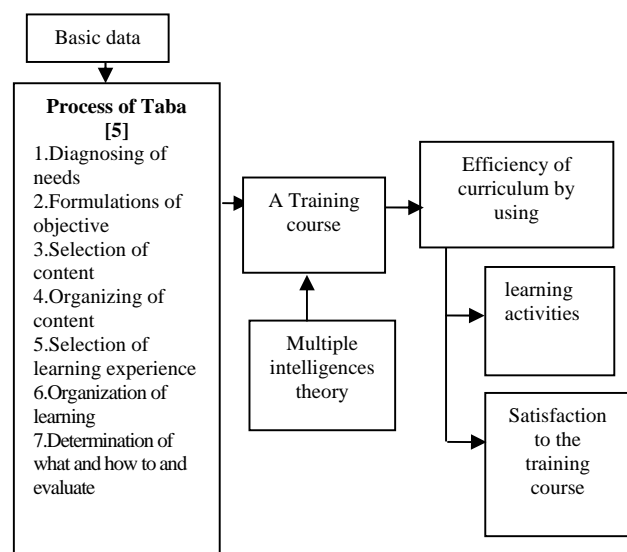 Basic data
Process of Taba
[5]
1.Diagnosing of
needs
2.Formulations of
objective
3.Selection of
content
4.Organizing of
content
5.Selection of
learning experience
6.Organization of
learning
7.Determination of
what and how to and
evaluate
A Training
course
Multiple
intelligences
theory
Efficiency of
curriculum by
using
learning
activities
Satisfaction
to the
training
course